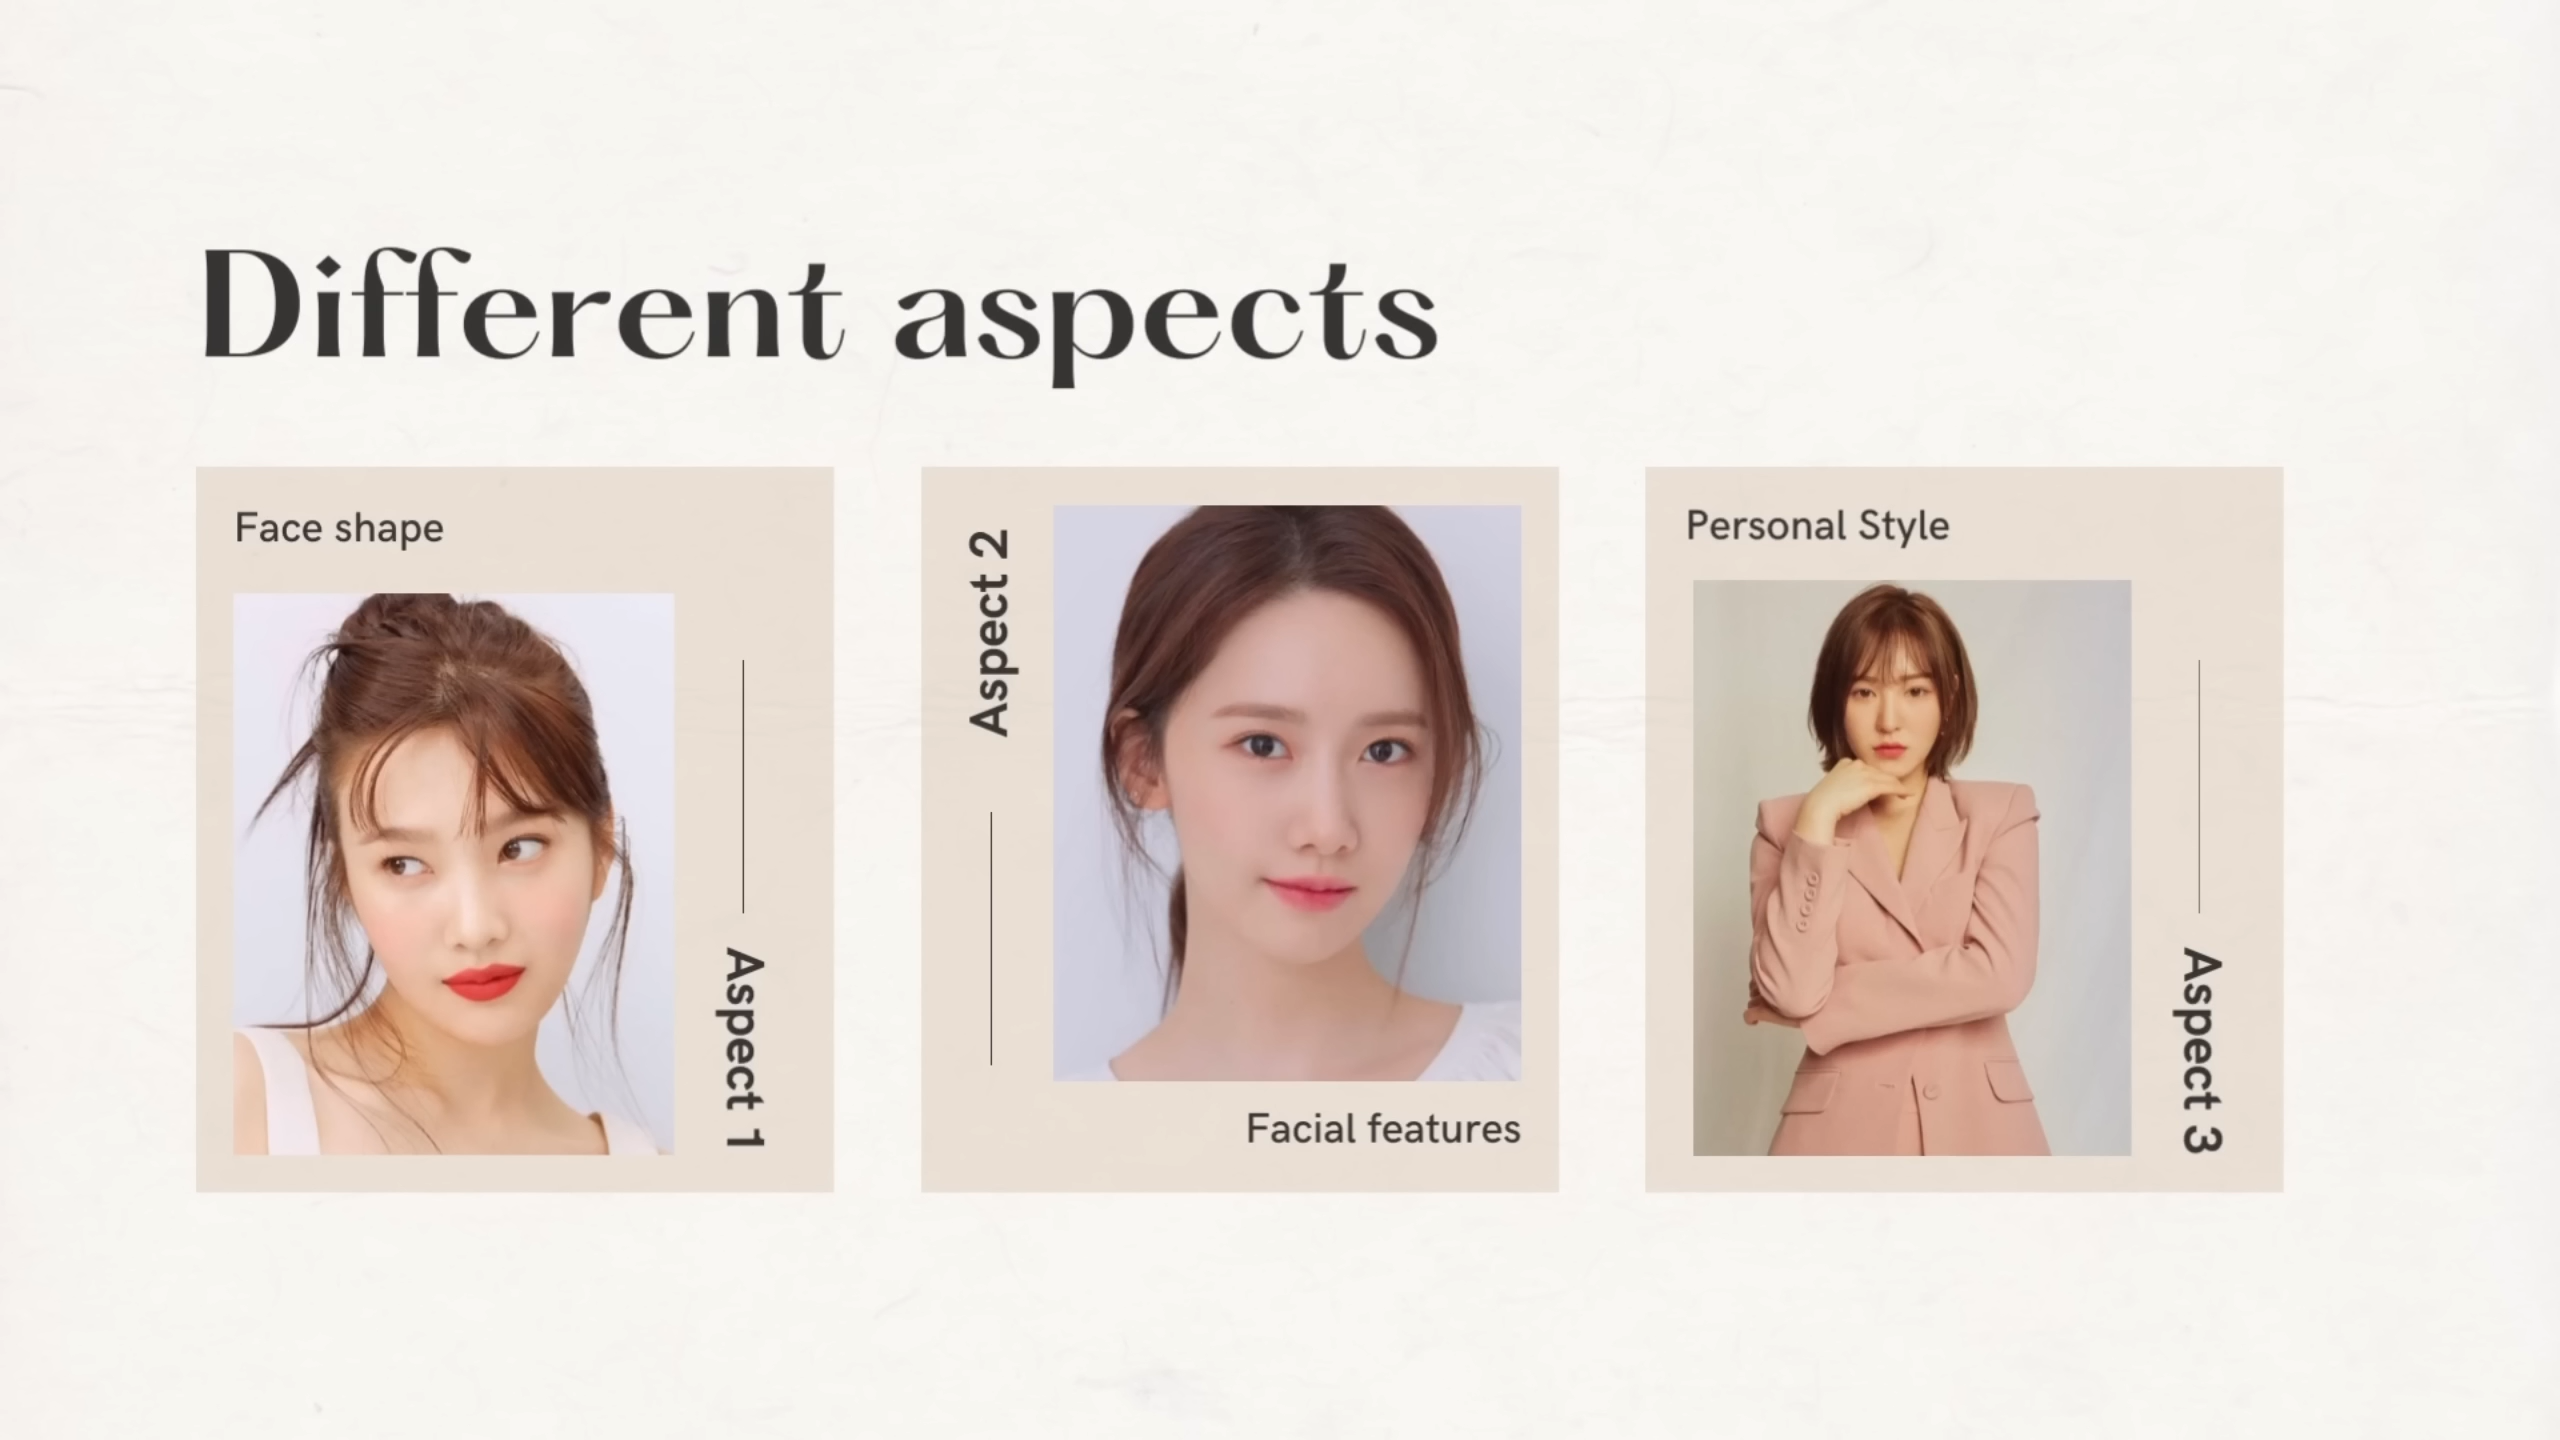 Different aspects
Face shape
Aspect 1
Aspect 2
Facial features
Personal Style
Aspect 3